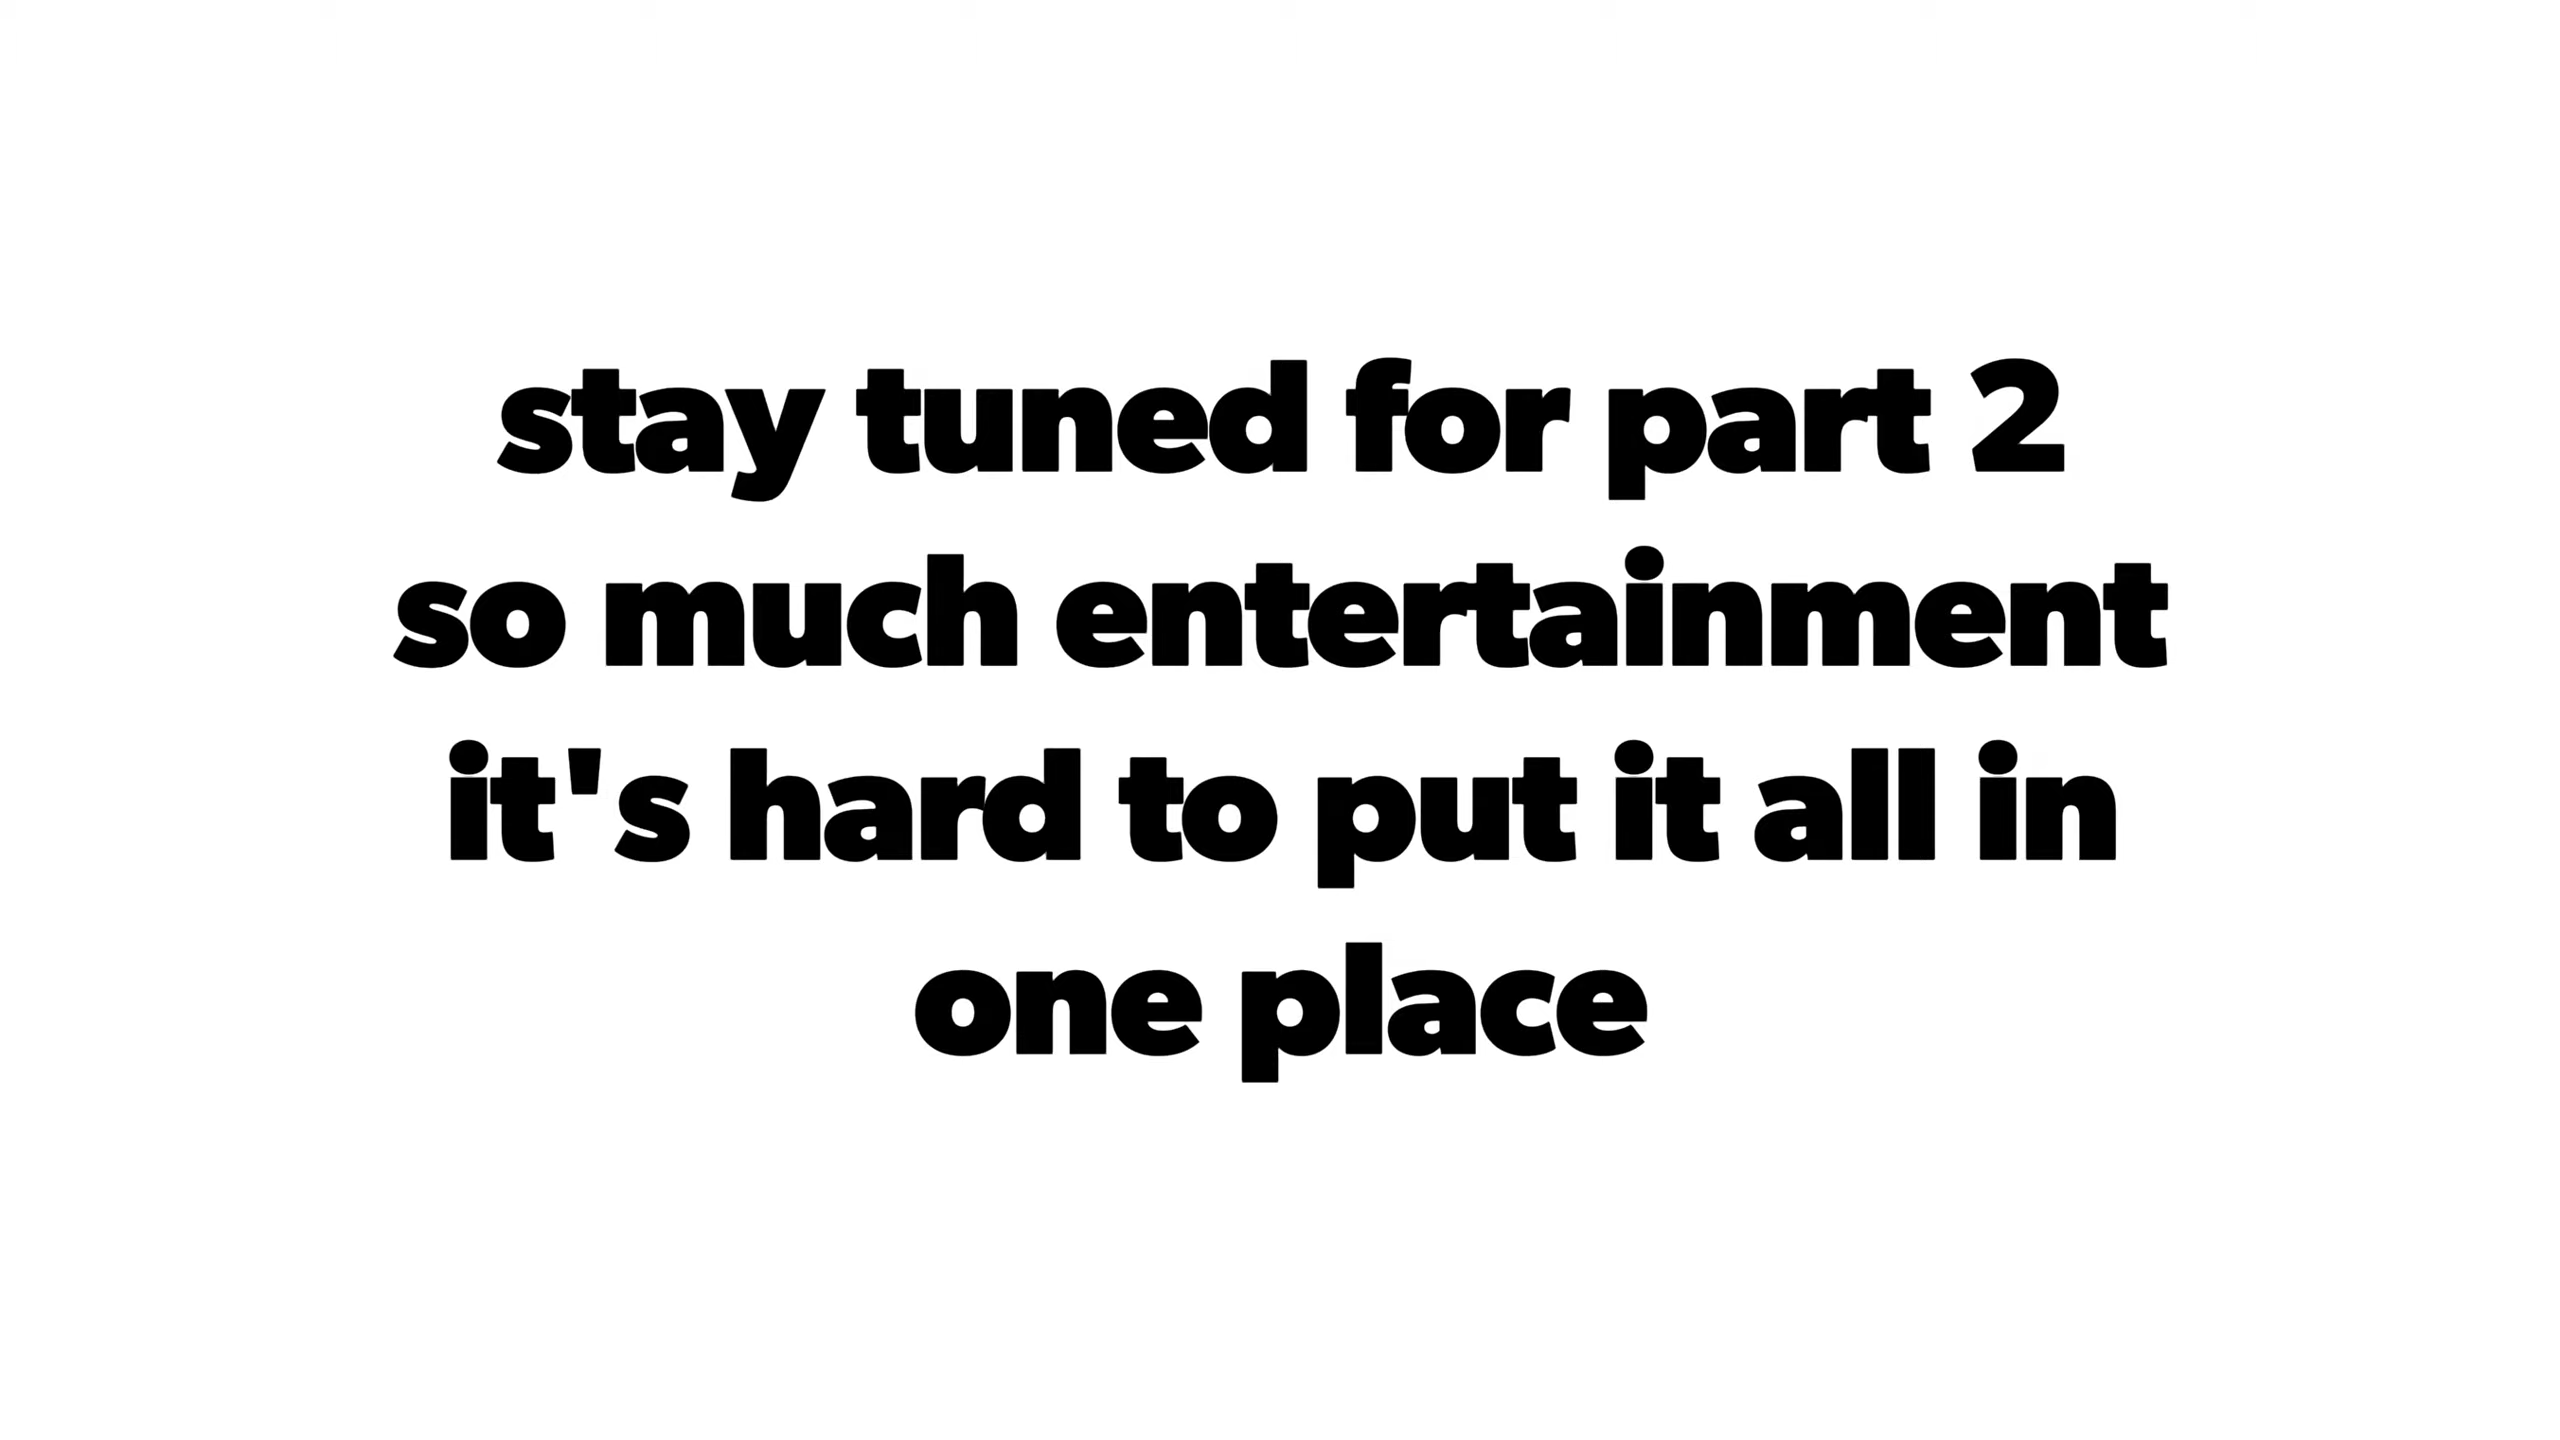 stay tuned for part 2
so much entertainment
it's hard to put it all in
one place